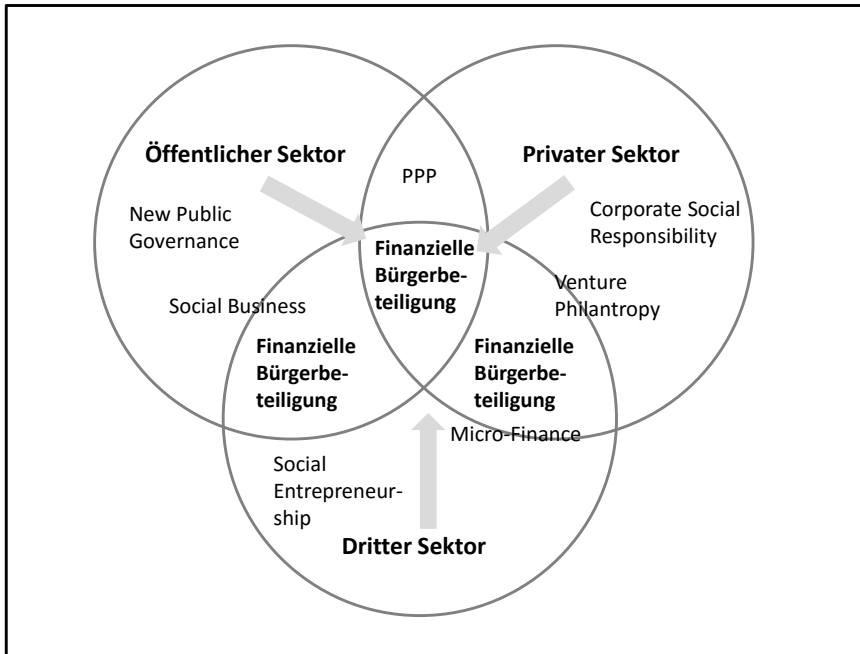 Öffentlicher Sektor
Privater Sektor
PPP
New Public
Governance
Corporate Social
Responsibility
Finanzielle
Bürgerbe-
teiligung
Venture
Philantropy
Social Business
Finanzielle
Bürgerbe-
teiligung
Finanzielle
Bürgerbe-
teiligung
Micro-Finance
Social
Entrepreneur-
ship
Dritter Sektor